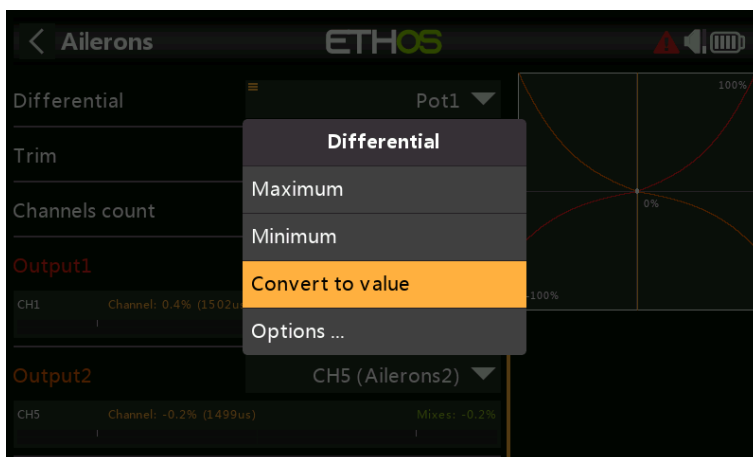 Ailerons
ETHOS
Differential
Pot1
100%
Differential
Trim
Maximum
Channels count
Minimum
0%
Output1
Convert to value
CH1 Channel: 0.4% (1502u
-100%
Options ...
Output2
CH5 (Ailerons2)
CH5 Channel: -0.2% (1499us) Mixes: -0.2%